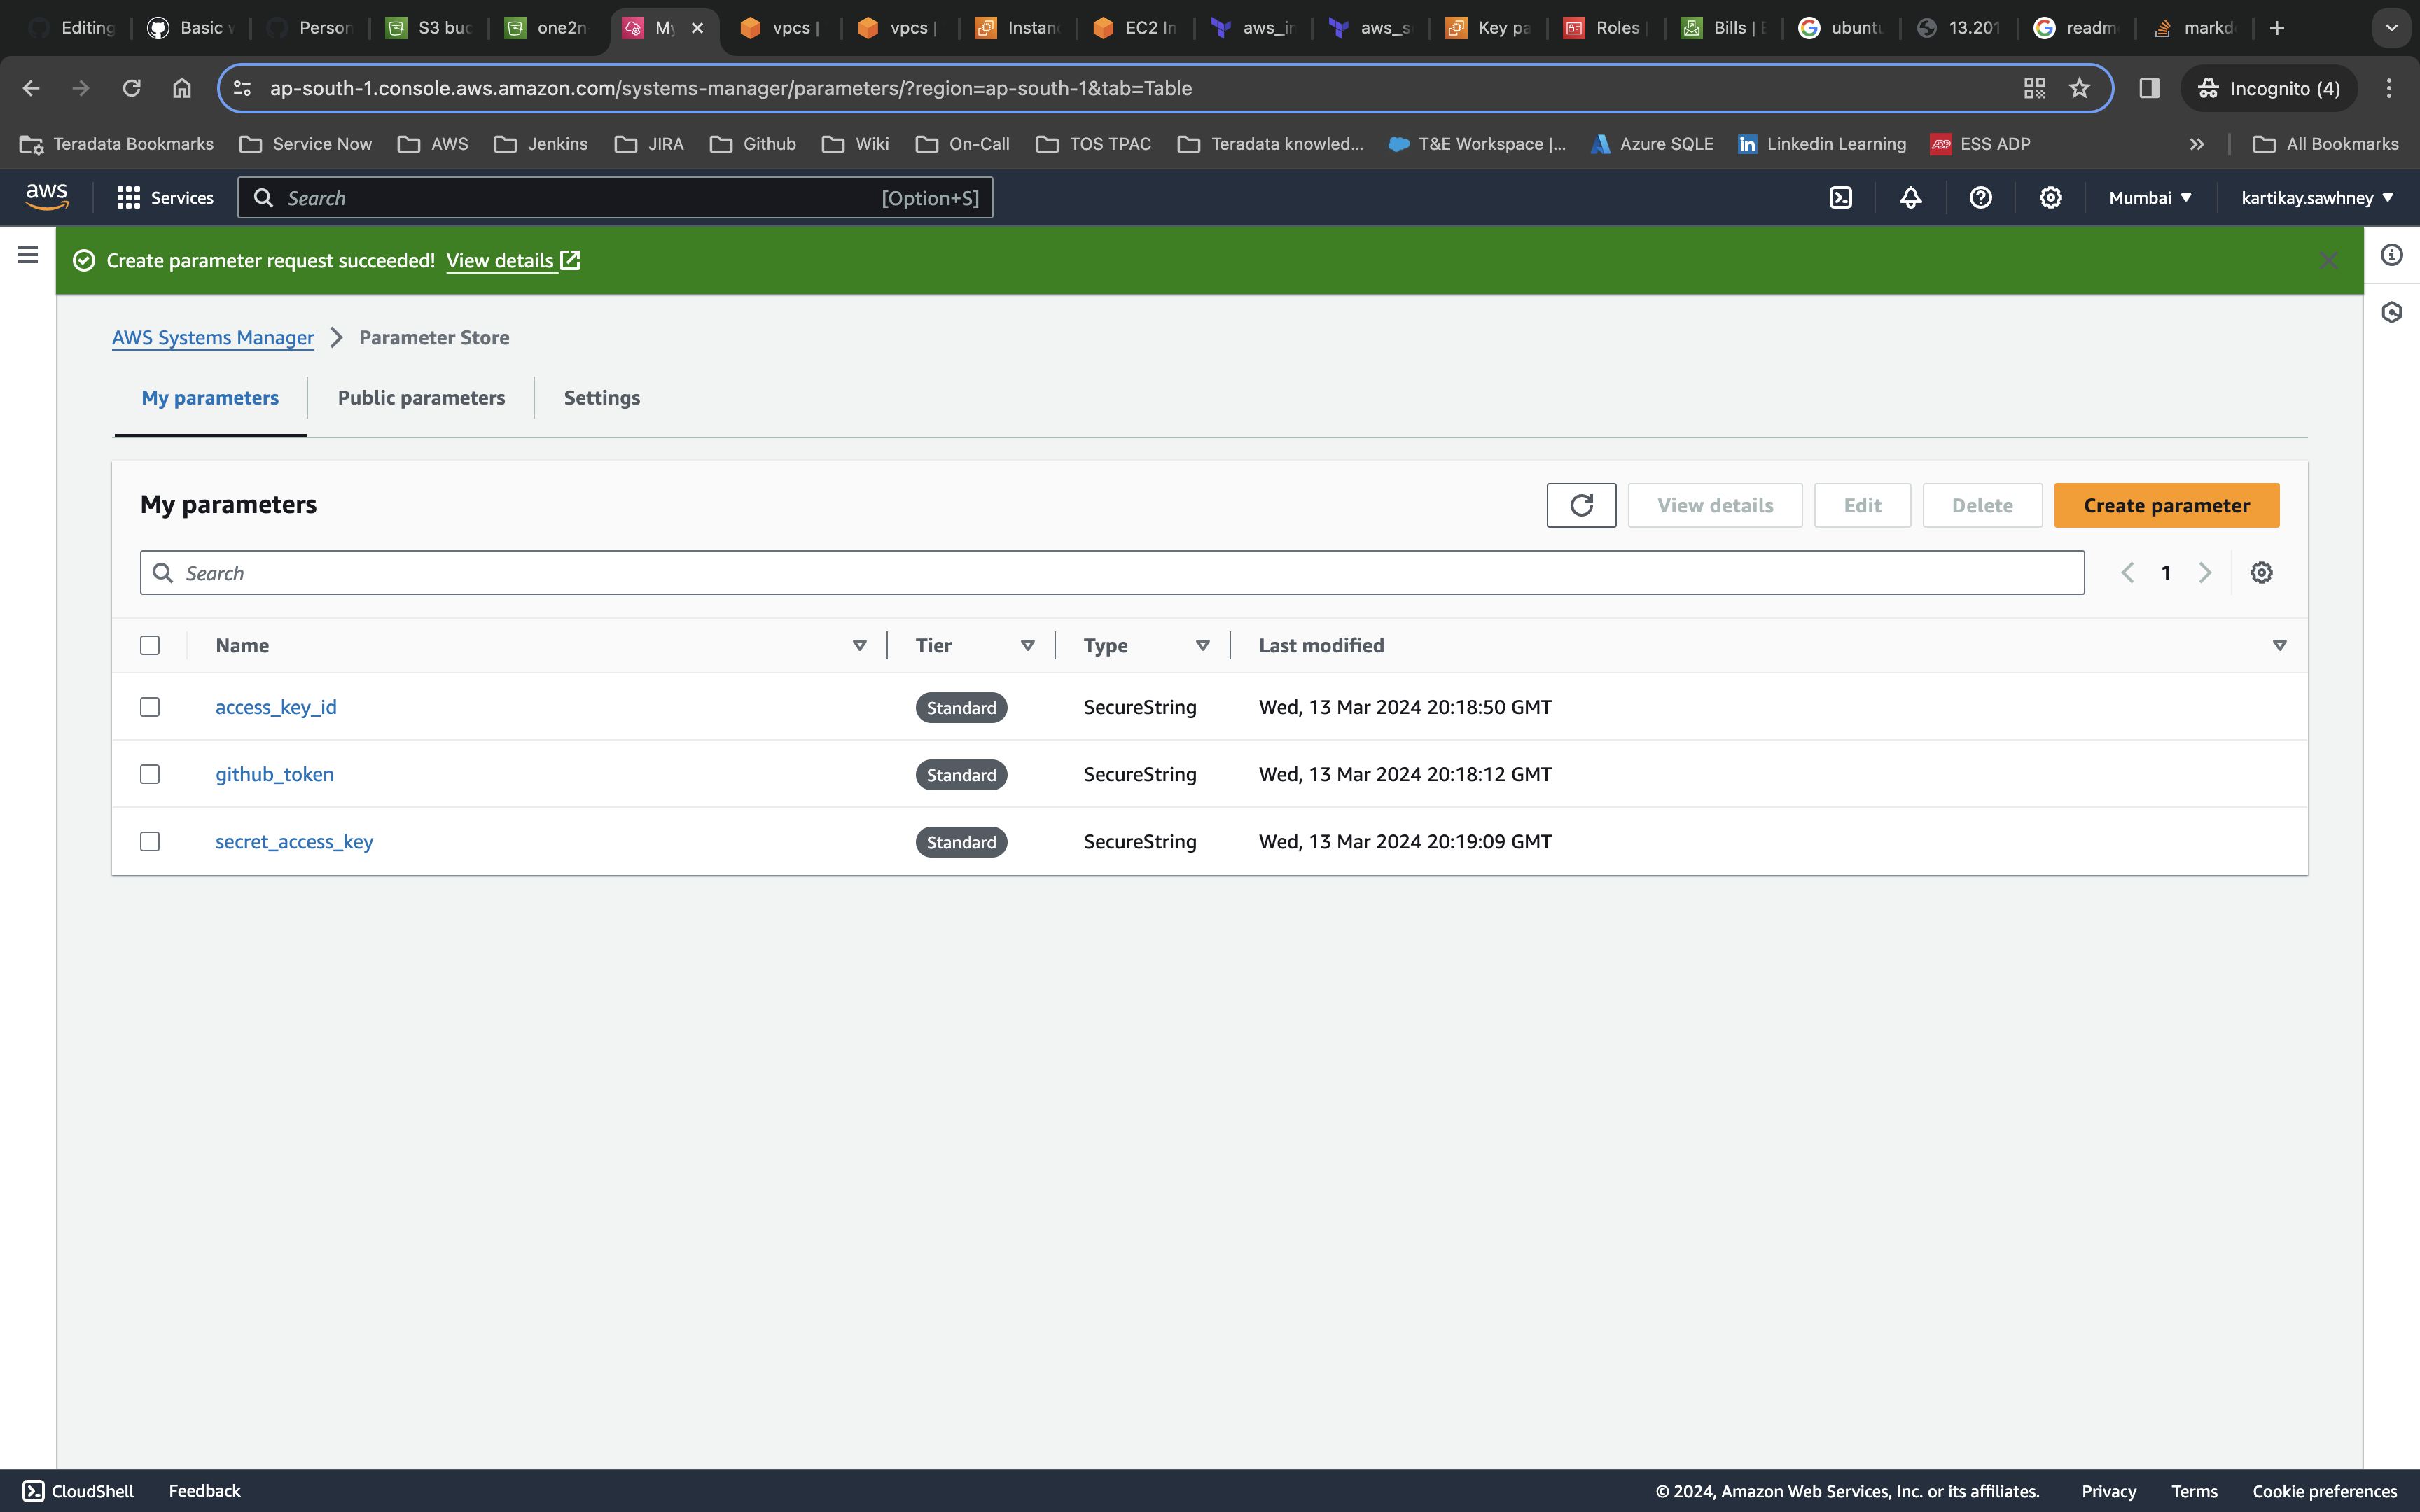 Editing Basic Person S3 buc one2n My vpcs | vpcs | Instan EC2 In aws_in aws_s Key pa Roles Bills | ubuntu 13.201 readm markd
ap-south-1.console.aws.amazon.com/systems-manager/parameters/?region=ap-south-1&tab=Table Incognito (4)
Teradata Bookmarks Service Now AWS Jenkins JIRA Github Wiki On-Call TOS TPAC Teradata knowled... T&E Workspace |... Azure SQLE Linkedin Learning ESS ADP » All Bookmarks
aws Services Search [Option+S] Mumbai kartikay.sawhney
Create parameter request succeeded! View details
AWS Systems Manager > Parameter Store
My parameters Public parameters Settings
My parameters View details Edit Delete Create parameter
Search 1
Name Tier Type Last modified
access_key_id Standard SecureString Wed, 13 Mar 2024 20:18:50 GMT
github_token Standard SecureString Wed, 13 Mar 2024 20:18:12 GMT
secret_access_key Standard SecureString Wed, 13 Mar 2024 20:19:09 GMT
CloudShell Feedback © 2024, Amazon Web Services, Inc. or its affiliates. Privacy Terms Cookie preferences